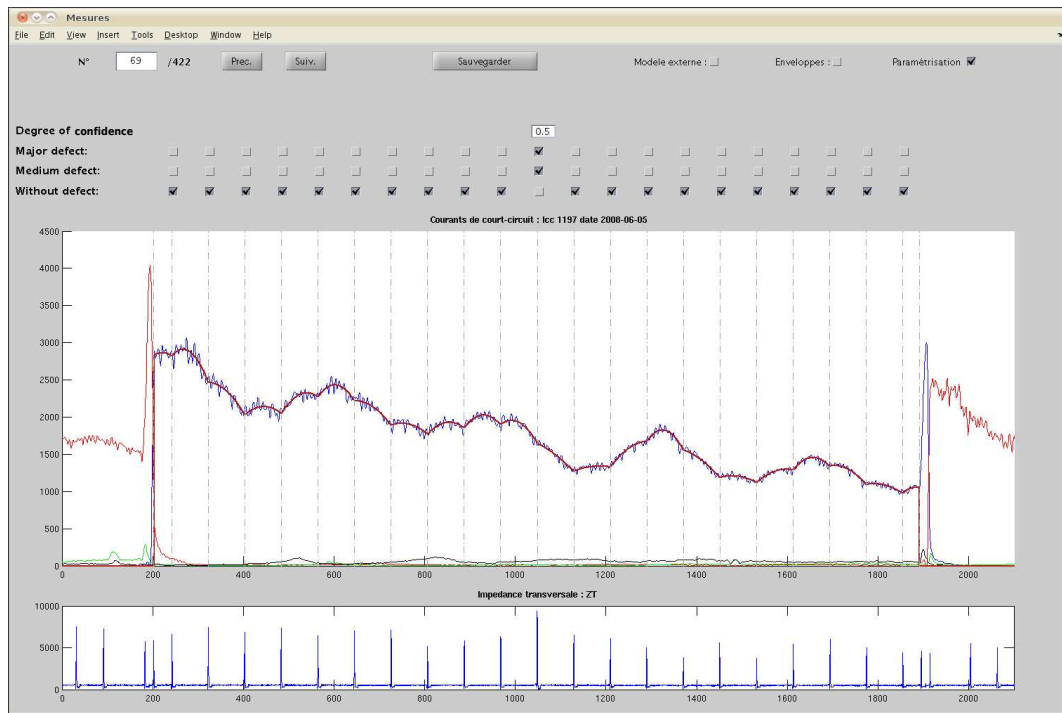 Mesures
File Edit View Insert Tools Desktop Window Help
N° 69 /422 Prec. Suiv. Sauvegarder Modele externe : Enveloppes : Paramétrisation
Degree of confidence 0.5
Major defect:
Medium defect:
Without defect:
Courants de court-circuit : Icc 1197 date 2008-06-05
4500
4000
3500
3000
2500
2000
1500
1000
500
0
0 200 400 600 800 1000 1200 1400 1600 1800 2000
Impedance transversale : ZT
10000
5000
0
0 200 400 600 800 1000 1200 1400 1600 1800 2000